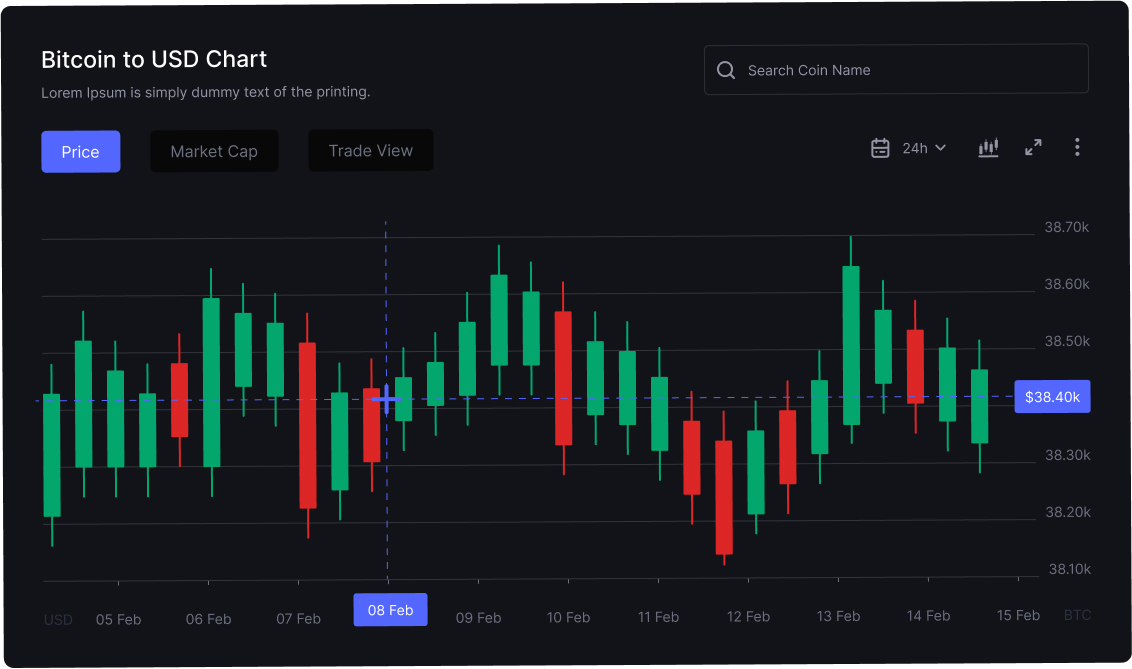 Bitcoin to USD Chart
Lorem Ipsum is simply dummy text of the printing.
Search Coin Name
Price
Market Cap
Trade View
24h
38.70k
38.60k
38.50k
$38.40k
38.30k
38.20k
38.10k
USD
05 Feb
06 Feb
07 Feb
08 Feb
09 Feb
10 Feb
11 Feb
12 Feb
13 Feb
14 Feb
15 Feb
BTC